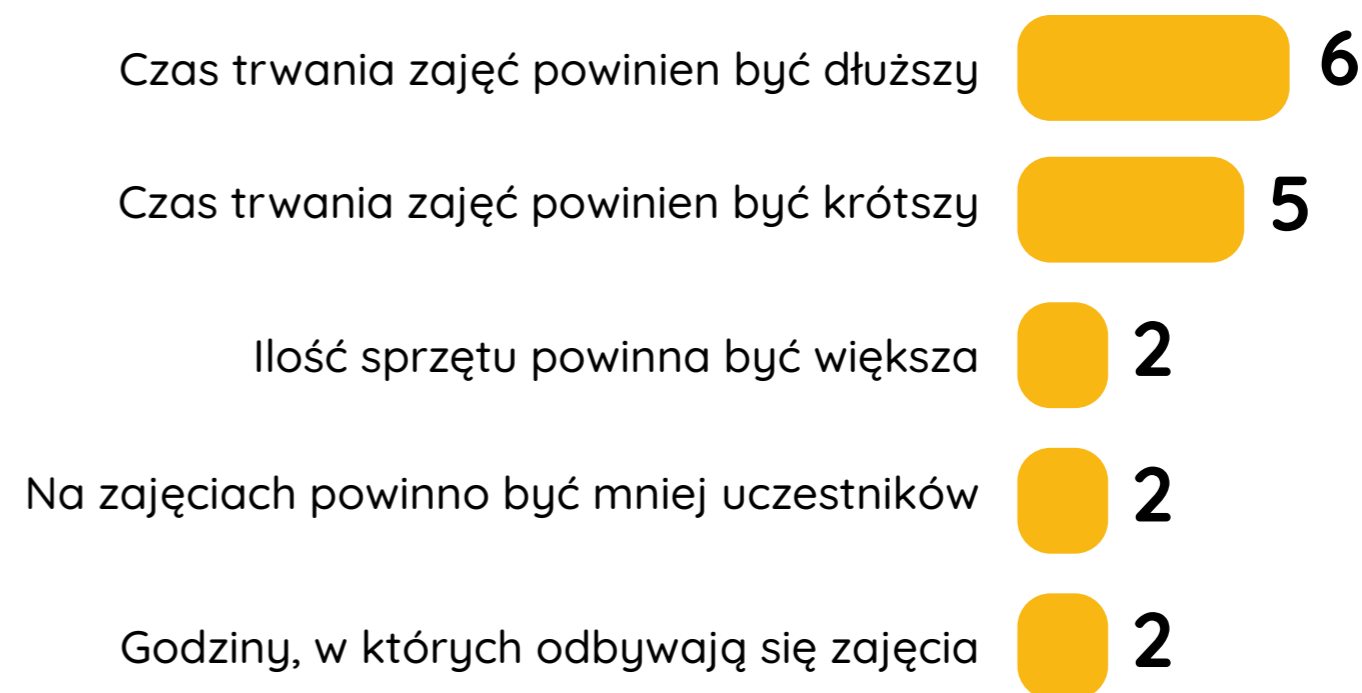 Czas trwania zajęć powinien być dłuższy 6
Czas trwania zajęć powinien być krótszy 5
Ilość sprzętu powinna być większa 2
Na zajęciach powinno być mniej uczestników 2
Godziny, w których odbywają się zajęcia 2